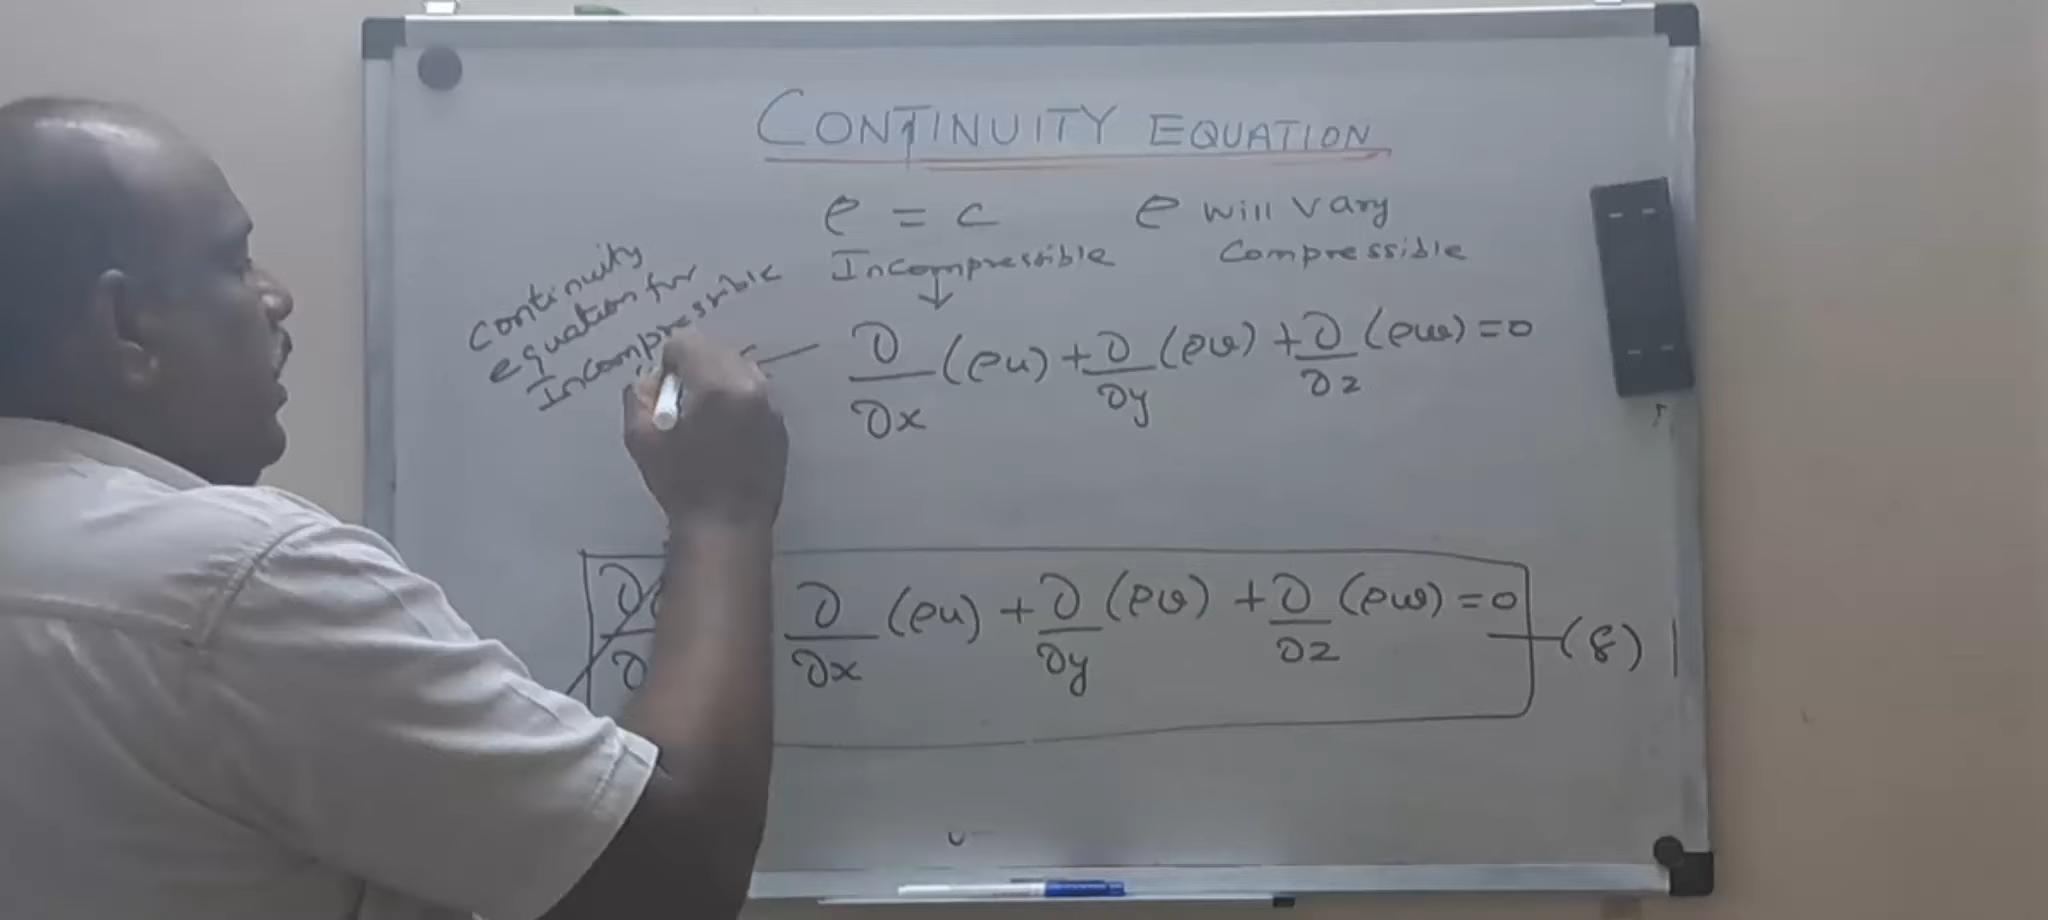 CONTINUITY EQUATION
ρ = c
ρ will vary
Incompressible
Compressible
↓
continuity
equation for
Incompressible
∂/∂x (ρu) + ∂/∂y (ρv) + ∂/∂z (ρw) = 0
∂/∂x (ρu) + ∂/∂y (ρv) + ∂/∂z (ρw) = 0 — (8)